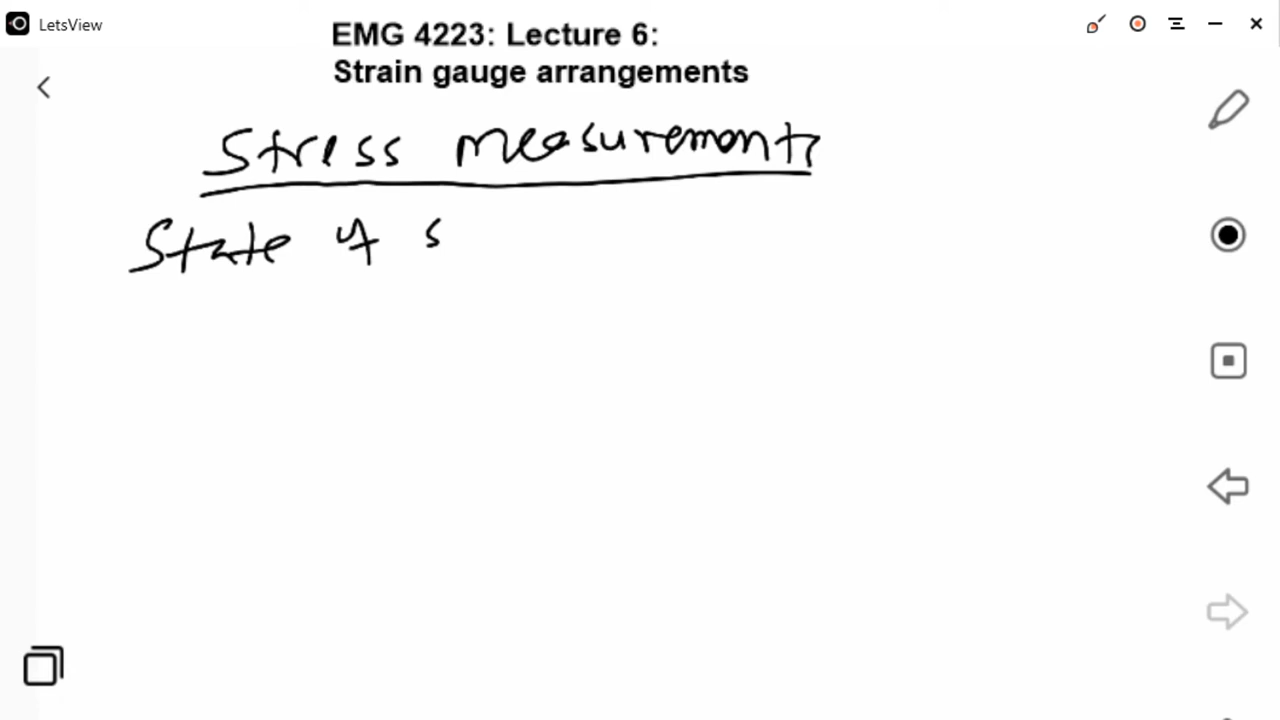 LetsView
EMG 4223: Lecture 6:
Strain gauge arrangements
Stress measurements
State of s